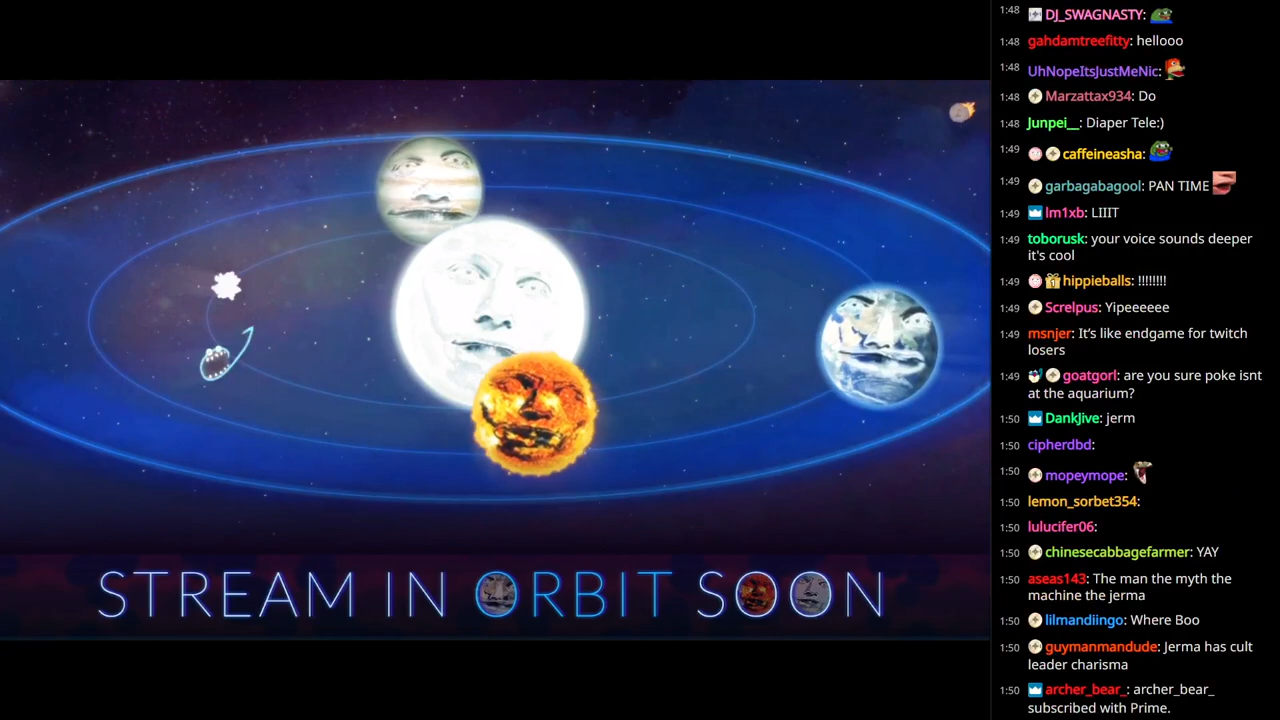 STREAM IN ORBIT SOON
1:48 DJ_SWAGNASTY:
1:48 gahdamtreefitty: hellooo
1:48 UhNopeItsJustMeNic:
1:48 Marzattax934: Do
Junpei__: Diaper Tele:)
1:49 caffeineasha:
1:49 garbagabagool: PAN TIME
1:49 lm1xb: LIIIT
1:49 toborusk: your voice sounds deeper
it's cool
1:49 hippieballs: !!!!!!!!
1:49 Screlpus: Yipeeeeee
1:49 msnjer: It's like endgame for twitch
losers
1:49 goatgorl: are you sure poke isnt
at the aquarium?
1:50 DankJive: jerm
1:50 cipherdbd:
1:50 mopeymope:
1:50 lemon_sorbet354:
1:50 lulucifer06:
1:50 chinesecabbagefarmer: YAY
1:50 aseas143: The man the myth the
machine the jerma
1:50 lilmandiingo: Where Boo
1:50 guymanmandude: Jerma has cult
leader charisma
1:50 archer_bear_: archer_bear_
subscribed with Prime.